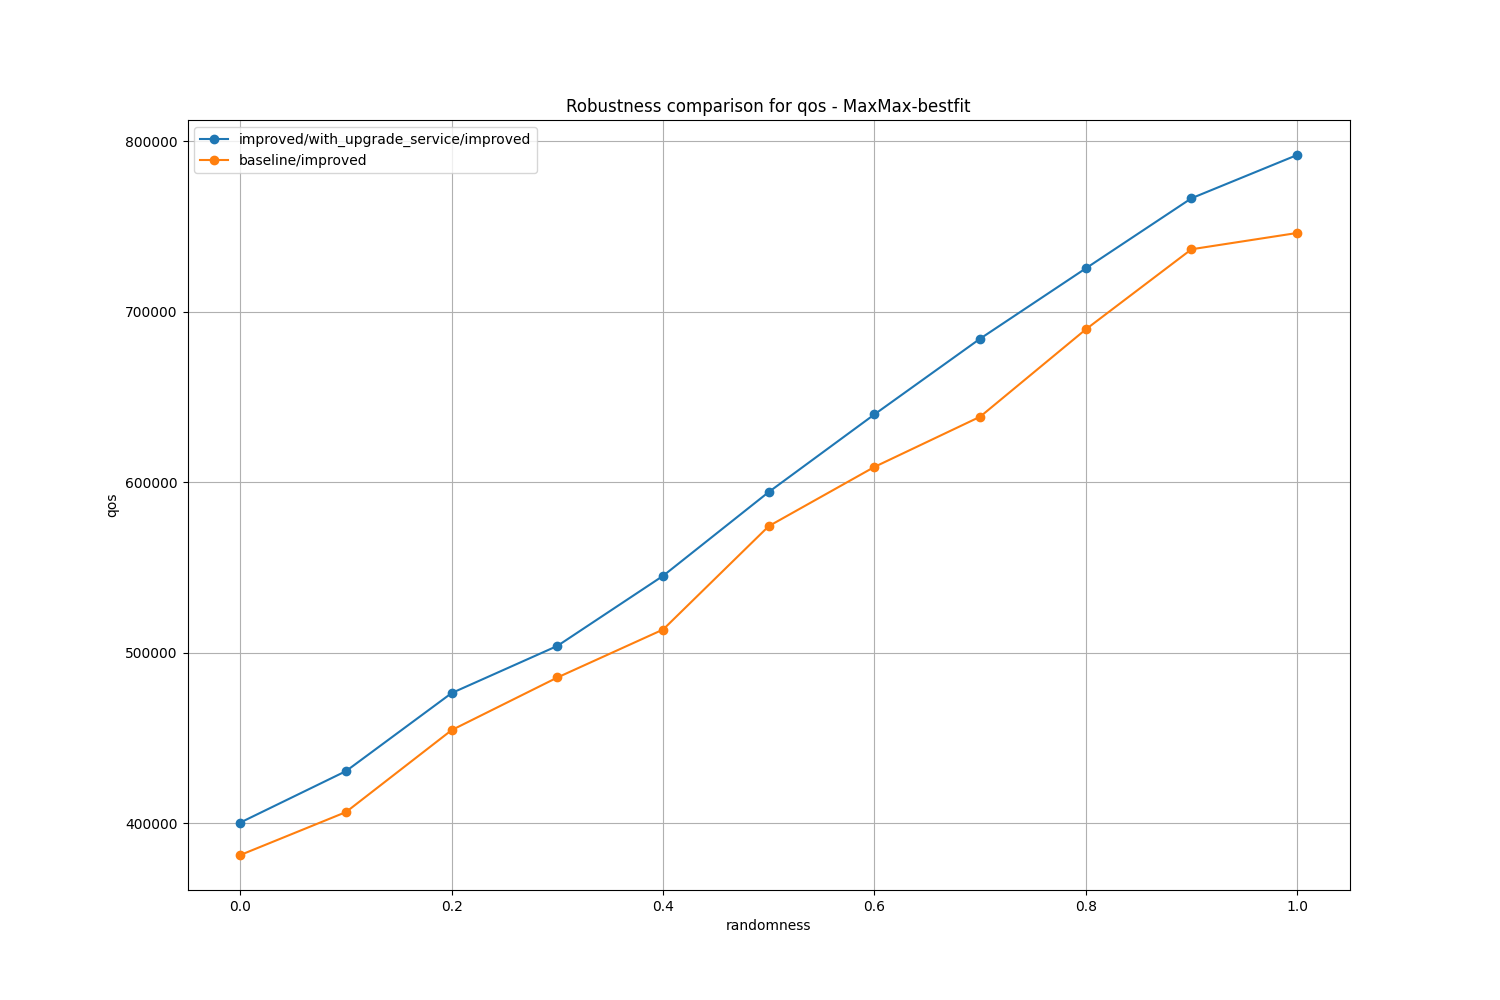 Robustness comparison for qos - MaxMax-bestfit
improved/with_upgrade_service/improved
baseline/improved
800000
700000
600000
500000
400000
qos
0.0 0.2 0.4 0.6 0.8 1.0
randomness